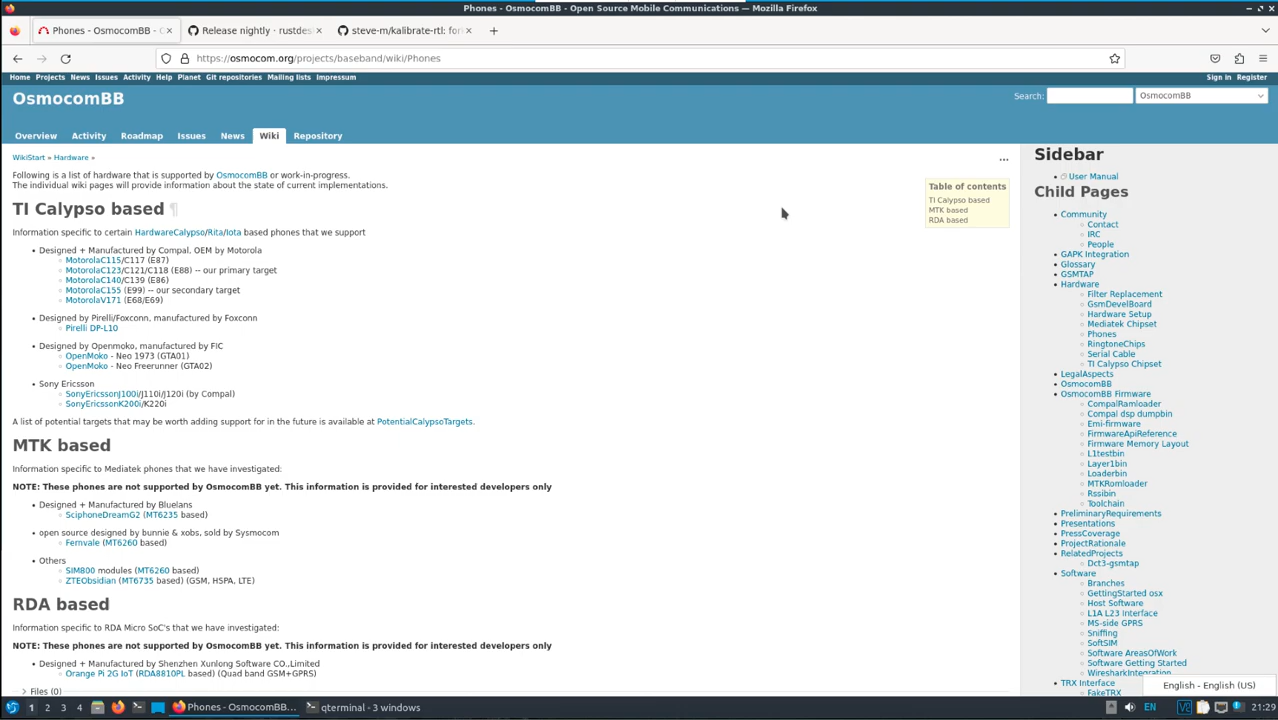 Phones - OsmocomBB - Open Source Mobile Communications — Mozilla Firefox
Phones - OsmocomBB - O
Release nightly · rustdes
steve-m/kalibrate-rtl: for
https://osmocom.org/projects/baseband/wiki/Phones
Home Projects News Issues Activity Help Planet Git repositories Mailing lists Impressum
Sign in Register
OsmocomBB
Search:
OsmocomBB
Overview Activity Roadmap Issues News Wiki Repository
WikiStart » Hardware »
Following is a list of hardware that is supported by OsmocomBB or work-in-progress.
The individual wiki pages will provide information about the state of current implementations.
Table of contents
TI Calypso based
MTK based
RDA based
TI Calypso based ¶
Information specific to certain HardwareCalypso/Rita/Iota based phones that we support
• Designed + Manufactured by Compal. OEM by Motorola
MotorolaC115/C117 (E87)
MotorolaC123/C121/C118 (E88) -- our primary target
MotorolaC140/C139 (E86)
MotorolaC155 (E99) -- our secondary target
MotorolaV171 (E68/E69)
• Designed by Pirelli/Foxconn, manufactured by Foxconn
Pirelli DP-L10
• Designed by Openmoko, manufactured by FIC
OpenMoko - Neo 1973 (GTA01)
OpenMoko - Neo Freerunner (GTA02)
• Sony Ericsson
SonyEricssonJ100i/J110i/J120i (by Compal)
SonyEricssonK200i/K220i
A list of potential targets that may be worth adding support for in the future is available at PotentialCalypsoTargets.
MTK based
Information specific to Mediatek phones that we have investigated:
NOTE: These phones are not supported by OsmocomBB yet. This information is provided for interested developers only
• Designed + Manufactured by Bluelans
SciphoneDreamG2 (MT6235 based)
• open source designed by bunnie & xobs, sold by Sysmocom
Fernvale (MT6260 based)
• Others
SIM800 modules (MT6260 based)
ZTEObsidian (MT6735 based) (GSM, HSPA, LTE)
RDA based
Information specific to RDA Micro SoC's that we have investigated:
NOTE: These phones are not supported by OsmocomBB yet. This information is provided for interested developers only
• Designed + Manufactured by Shenzhen Xunlong Software CO.,Limited
Orange Pi 2G IoT (RDA8810PL based) (Quad band GSM+GPRS)
Files (0)
Sidebar
• User Manual
Child Pages
• Community
Contact
IRC
People
• GAPK Integration
• Glossary
• GSMTAP
• Hardware
Filter Replacement
GsmDevelBoard
Hardware Setup
Mediatek Chipset
Phones
RingtoneChips
Serial Cable
TI Calypso Chipset
• LegalAspects
• OsmocomBB
• OsmocomBB Firmware
CompalRamloader
Compal dsp dumpbin
Emi-firmware
FirmwareApiReference
Firmware Memory Layout
L1testbin
Layer1bin
Loaderbin
MTKRomloader
Rssibin
Toolchain
• PreliminaryRequirements
• Presentations
• PressCoverage
• ProjectRationale
• RelatedProjects
Dct3-gsmtap
• Software
Branches
GettingStarted osx
Host Software
L1A L23 Interface
MS-side GPRS
Sniffing
SoftSIM
Software AreasOfWork
Software Getting Started
WiresharkIntegration
• TRX Interface
FakeTRX
English - English (US)
1 2 3 4
Phones - OsmocomBB...
qterminal - 3 windows
EN
21:29